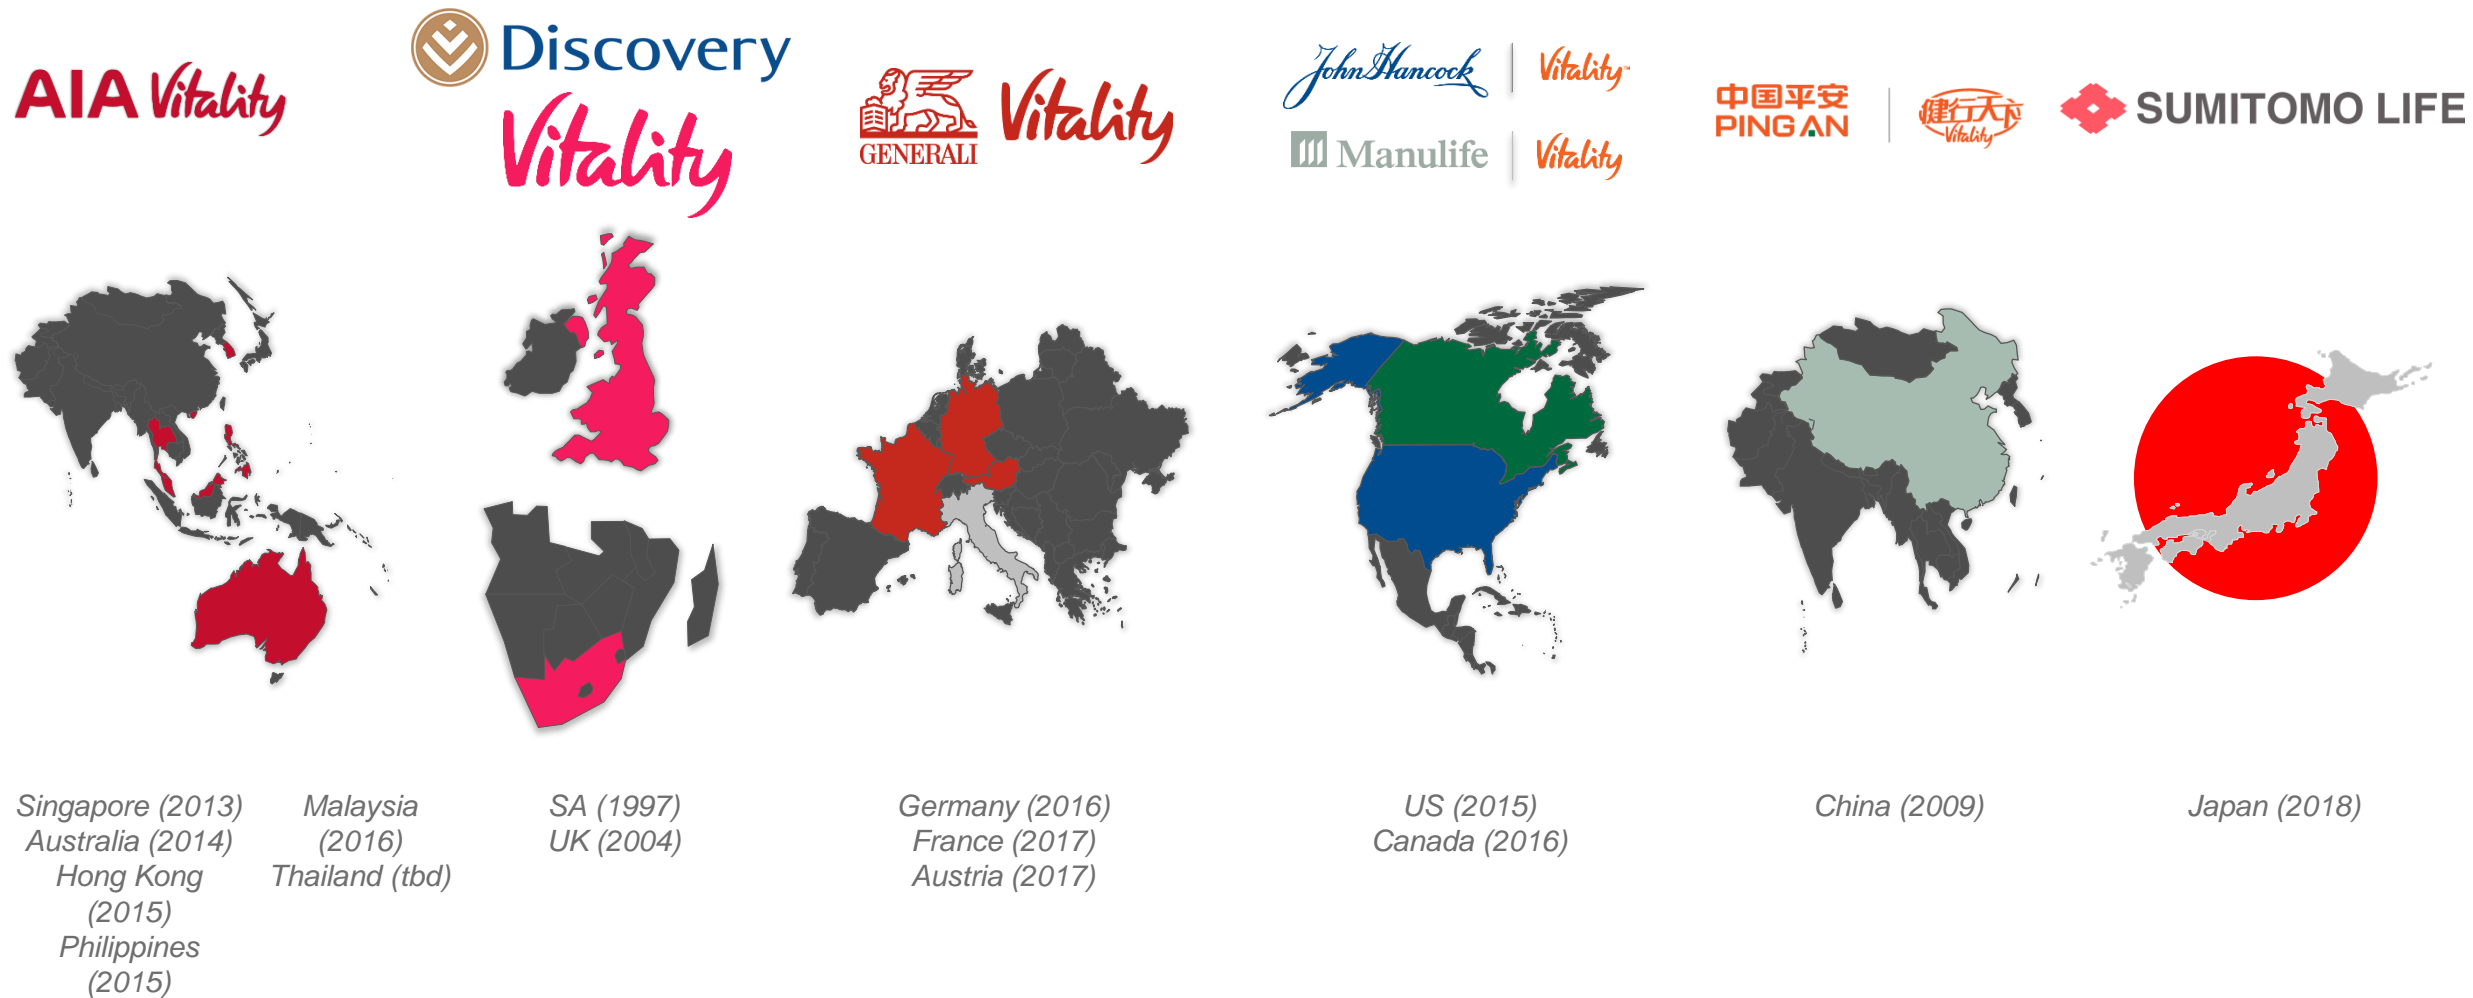 AIA Vitality
Discovery
Vitality
GENERALI
Vitality
John Hancock
Vitality™
Manulife
Vitality
中国平安
PING AN
健行天下
Vitality
SUMITOMO LIFE
Singapore (2013)
Australia (2014)
Hong Kong
(2015)
Philippines
(2015)
Malaysia
(2016)
Thailand (tbd)
SA (1997)
UK (2004)
Germany (2016)
France (2017)
Austria (2017)
US (2015)
Canada (2016)
China (2009)
Japan (2018)